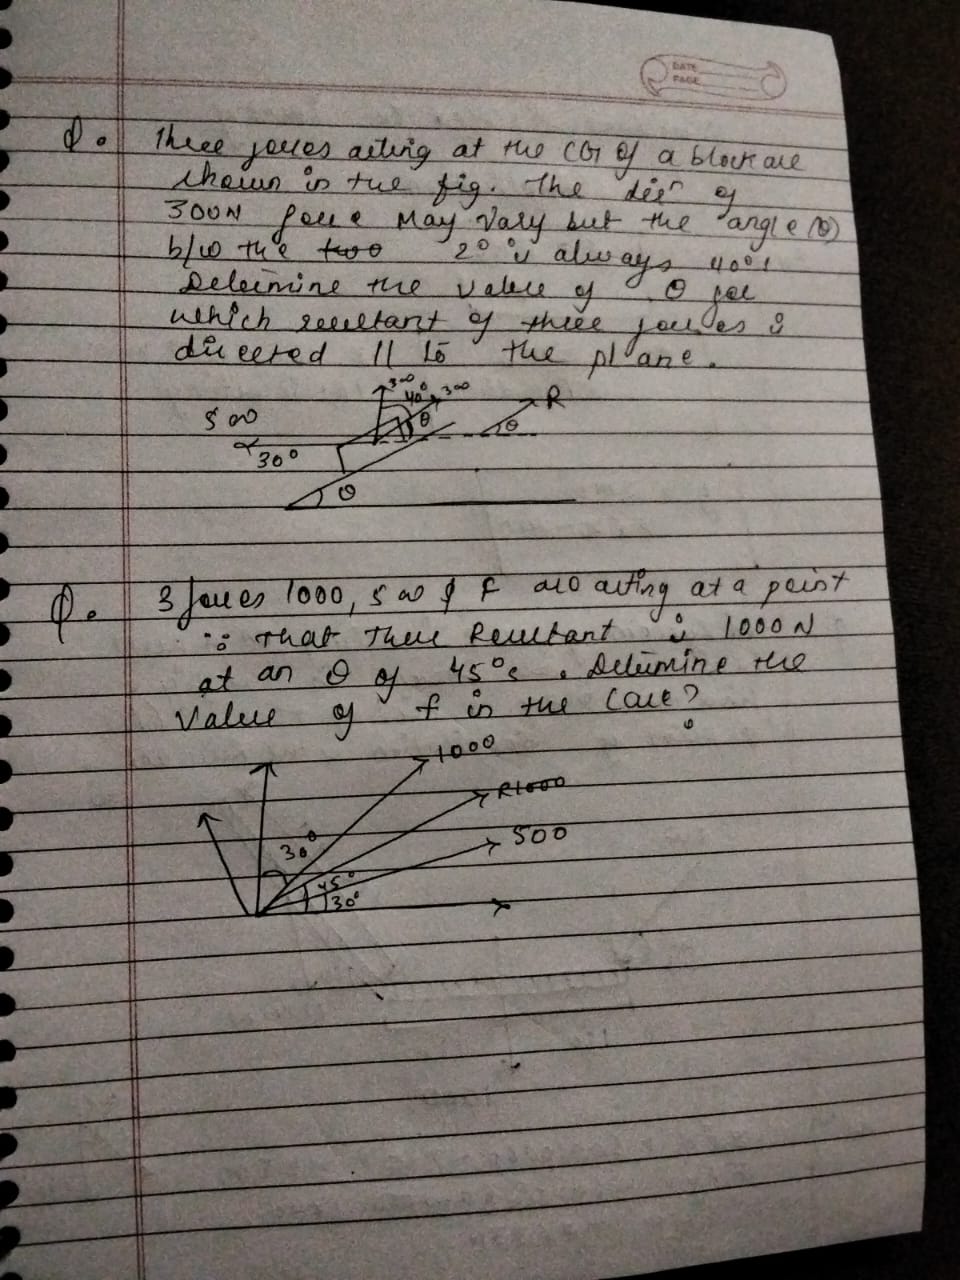 DATE
PAGE
Q. Three forces acting at the CG of a block are
shown in the fig. The dirn of
300N force may vary but the angle (θ)
b/w the two 2° is always 40°.
Determine the value of θ for
which resultant of three forces is
directed || to the plane.
300
40° 300 R
500 θ θ
30°
θ
Q. 3 forces 1000, 500 & F are acting at a point
∵ that there Resultant is 1000 N
at an θ of 45°. Determine the
Value of f in the Case?
1000
R1000
500
30°
45°
30°